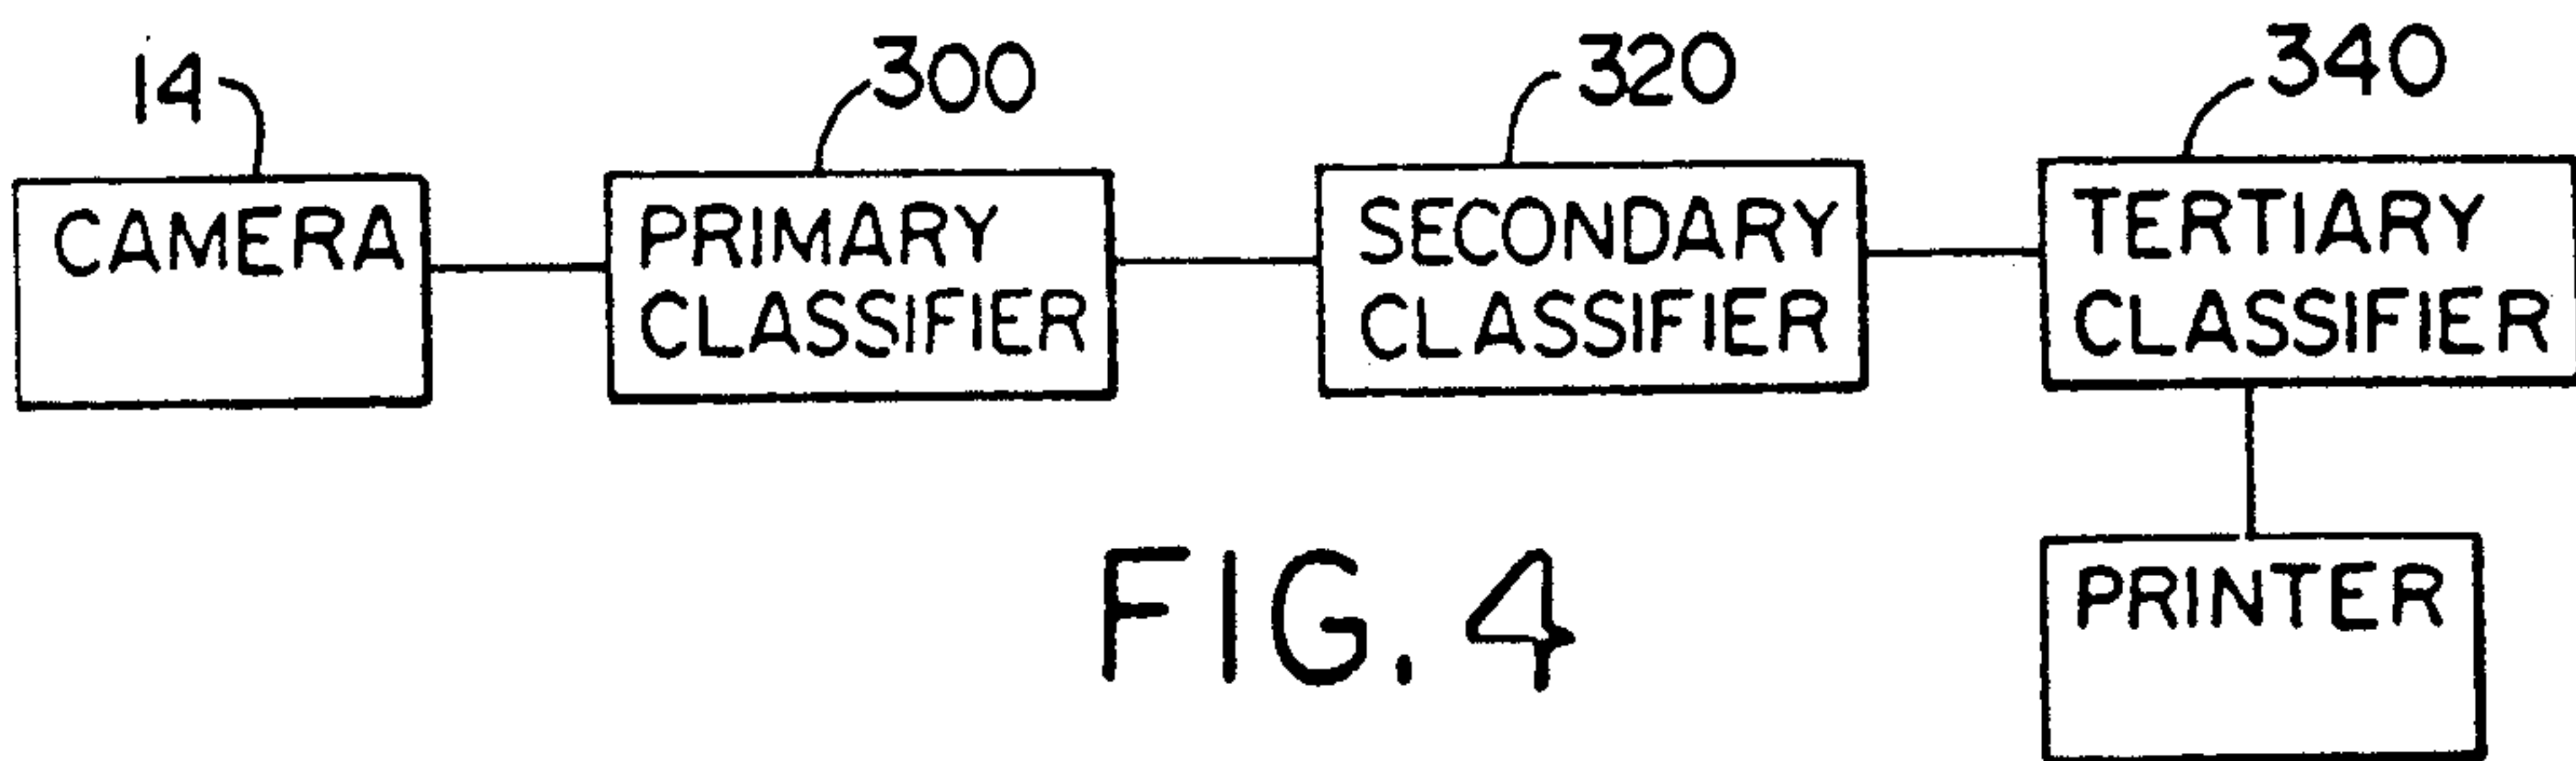 14
300
320
340
CAMERA
PRIMARY
CLASSIFIER
SECONDARY
CLASSIFIER
TERTIARY
CLASSIFIER
PRINTER
FIG. 4